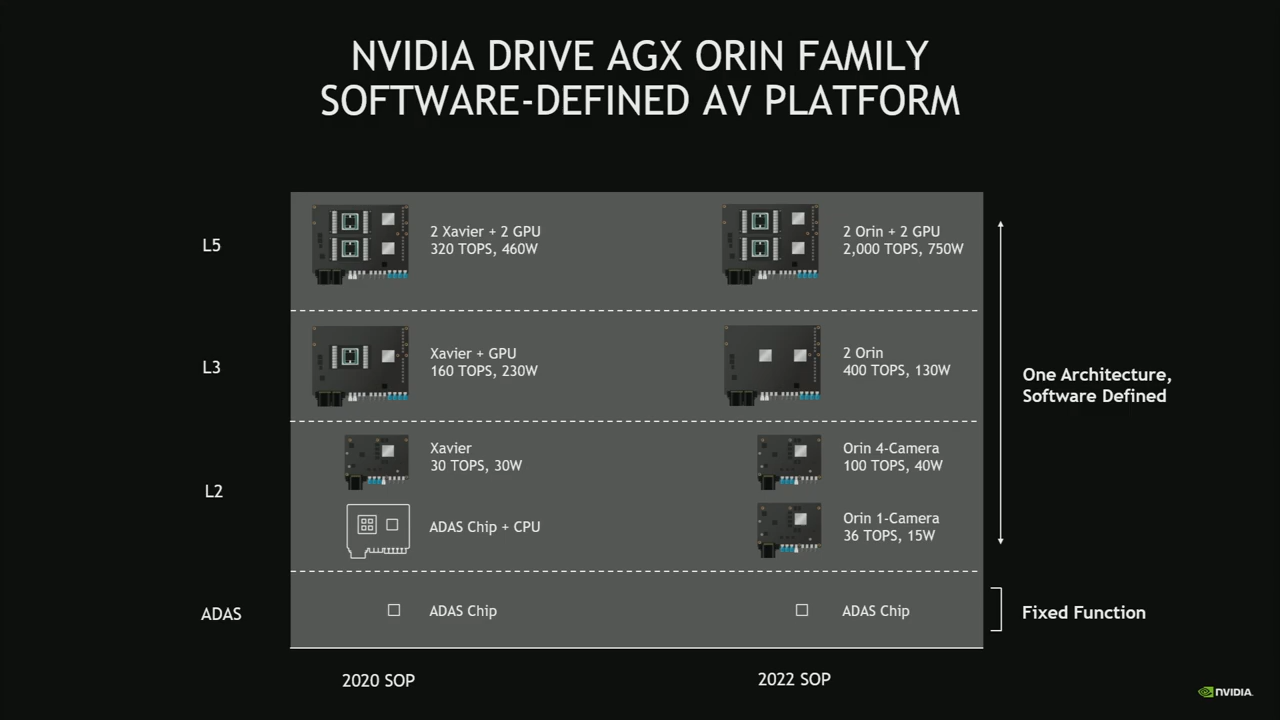 NVIDIA DRIVE AGX ORIN FAMILY
SOFTWARE-DEFINED AV PLATFORM
L5
2 Xavier + 2 GPU
320 TOPS, 460W
2 Orin + 2 GPU
2,000 TOPS, 750W
L3
Xavier + GPU
160 TOPS, 230W
2 Orin
400 TOPS, 130W
One Architecture,
Software Defined
L2
Xavier
30 TOPS, 30W
Orin 4-Camera
100 TOPS, 40W
ADAS Chip + CPU
Orin 1-Camera
36 TOPS, 15W
ADAS
ADAS Chip
ADAS Chip
Fixed Function
2020 SOP
2022 SOP
NVIDIA.